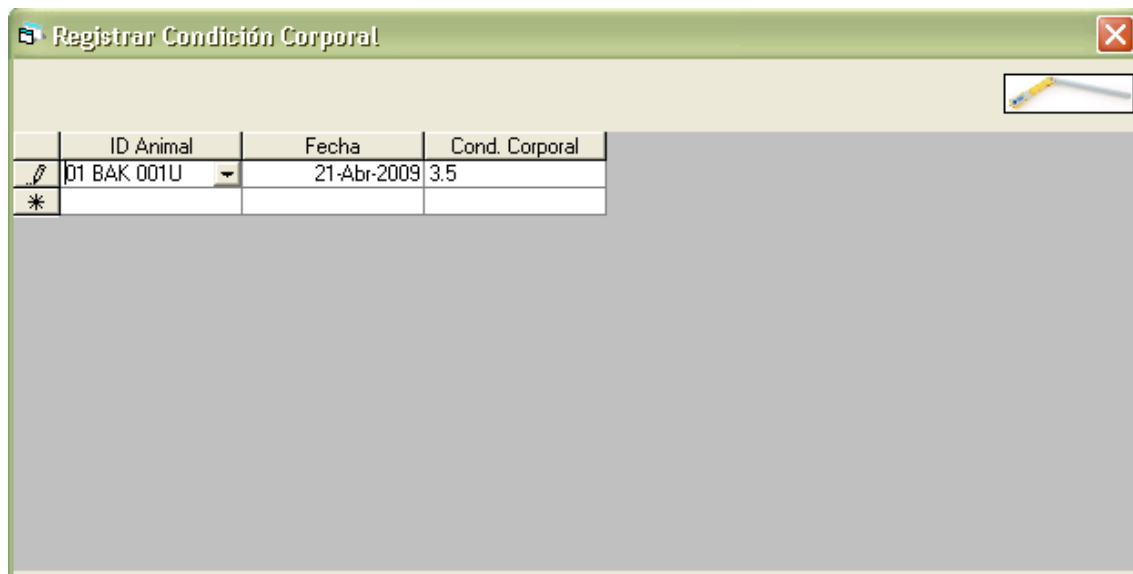 Registrar Condición Corporal
ID Animal Fecha Cond. Corporal
01 BAK 001U 21-Abr-2009 3.5